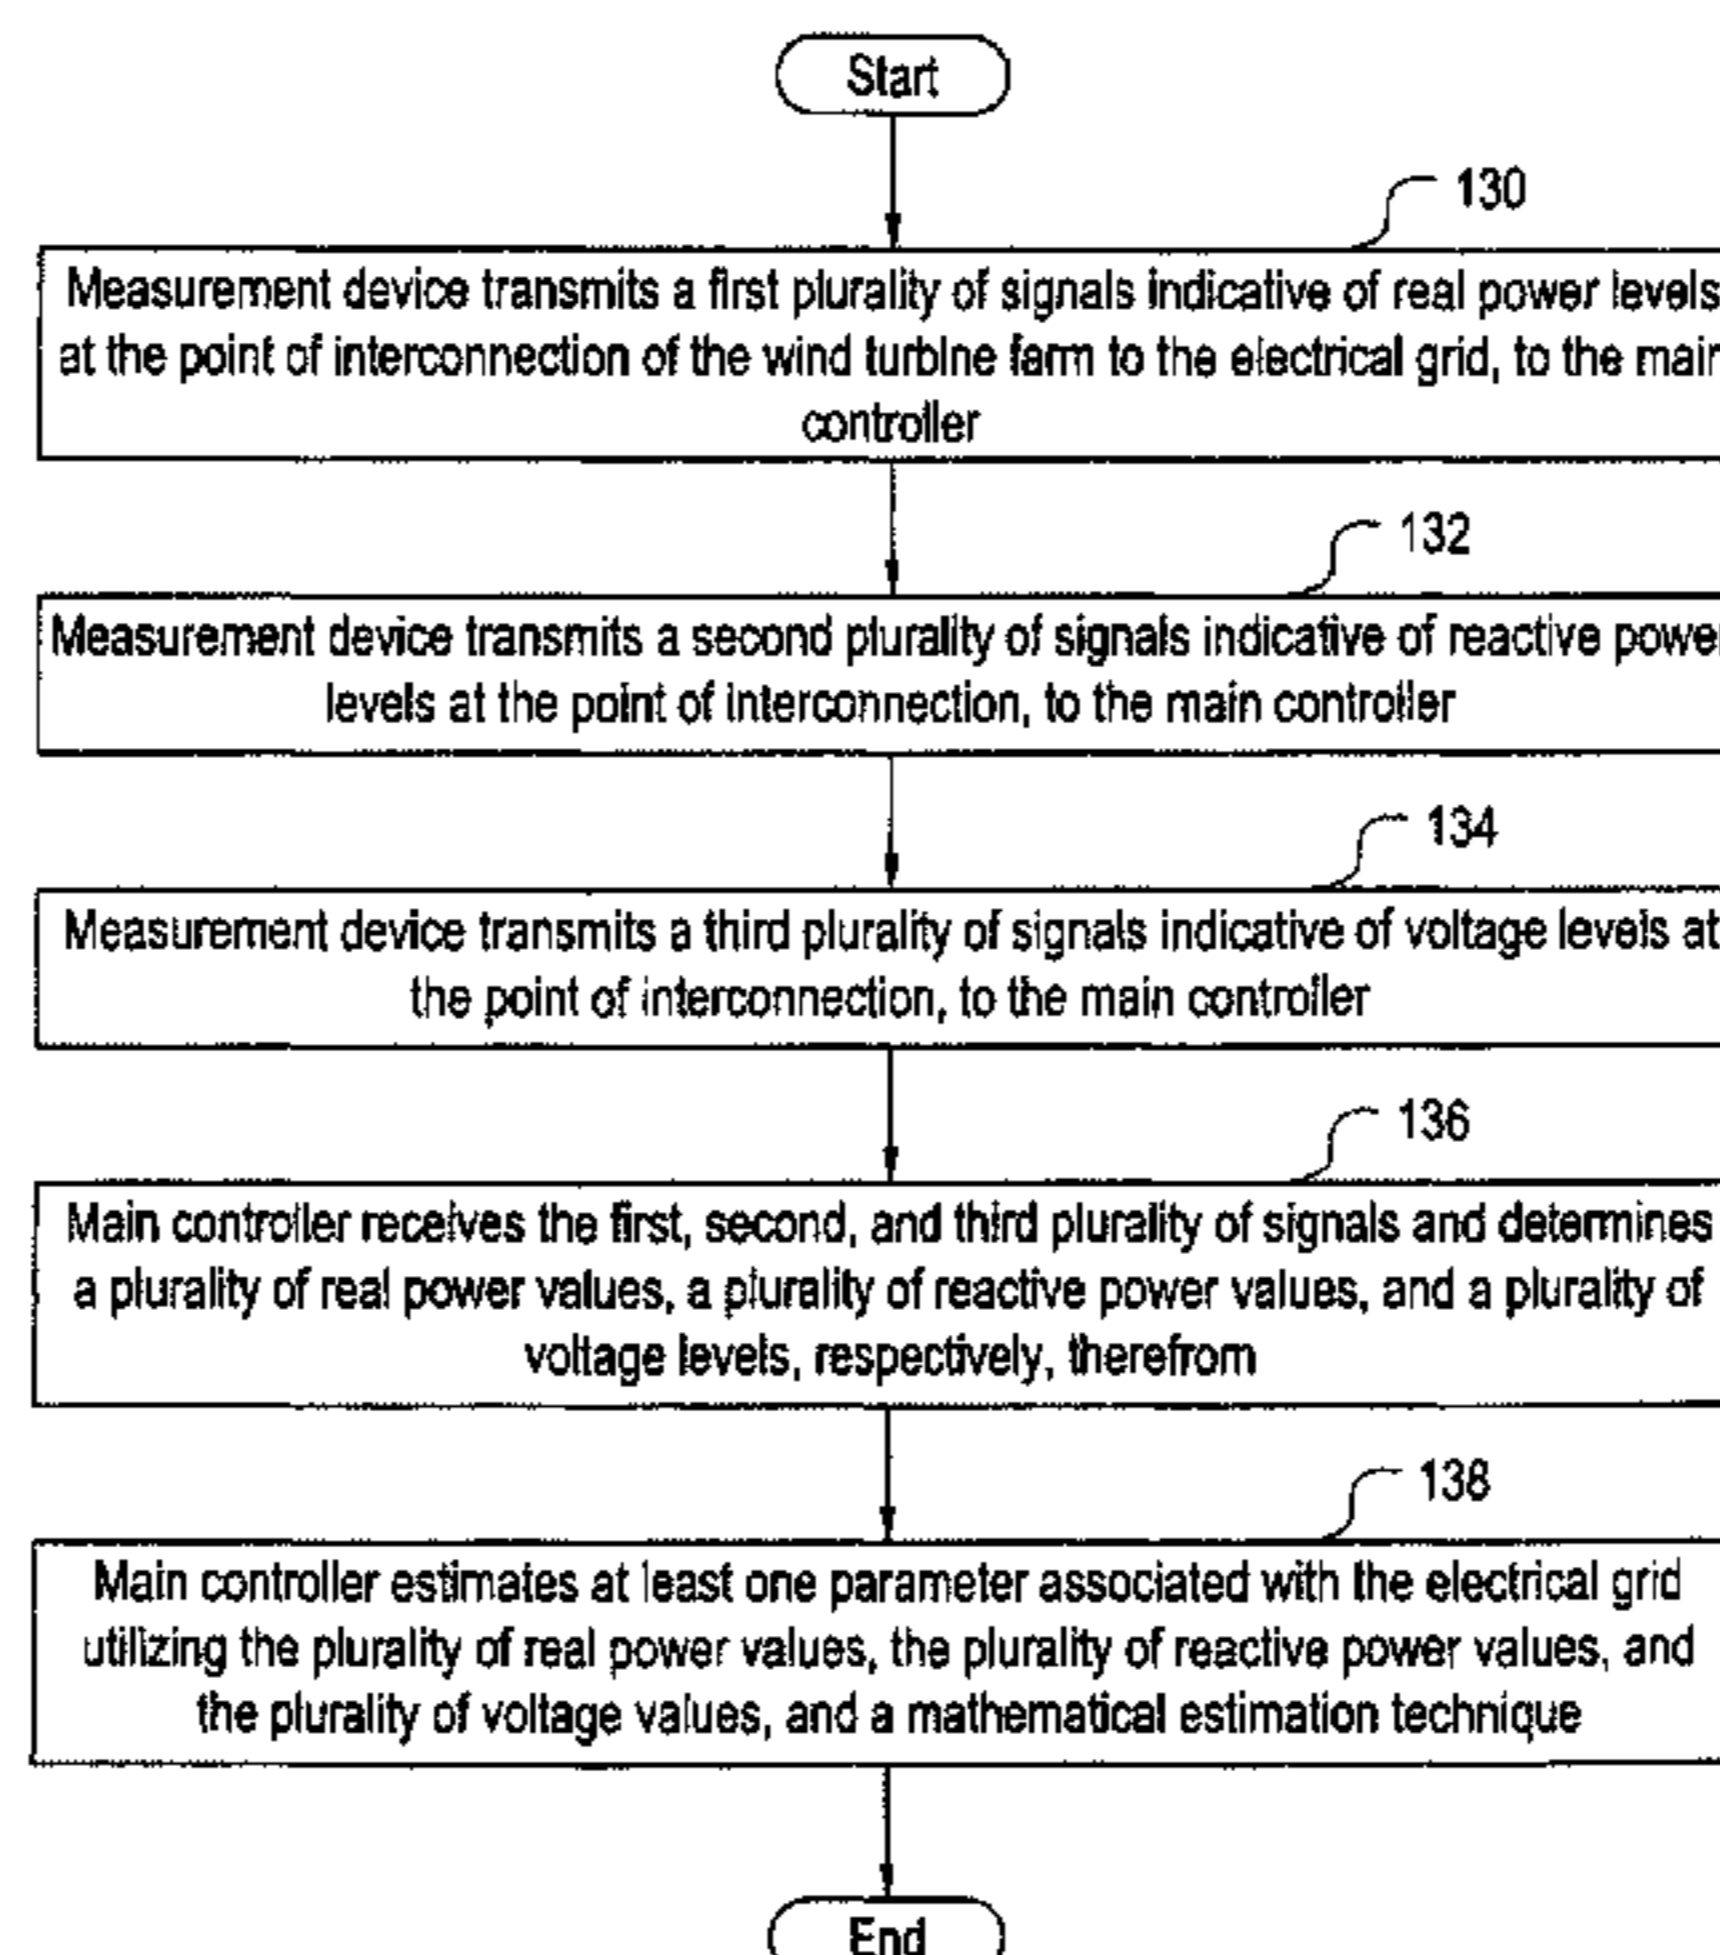 Start
130
Measurement device transmits a first plurality of signals indicative of real power levels
at the point of interconnection of the wind turbine farm to the electrical grid, to the main
controller
132
Measurement device transmits a second plurality of signals indicative of reactive power
levels at the point of interconnection, to the main controller
134
Measurement device transmits a third plurality of signals indicative of voltage levels at
the point of interconnection, to the main controller
136
Main controller receives the first, second, and third plurality of signals and determines
a plurality of real power values, a plurality of reactive power values, and a plurality of
voltage levels, respectively, therefrom
138
Main controller estimates at least one parameter associated with the electrical grid
utilizing the plurality of real power values, the plurality of reactive power values, and
the plurality of voltage values, and a mathematical estimation technique
End